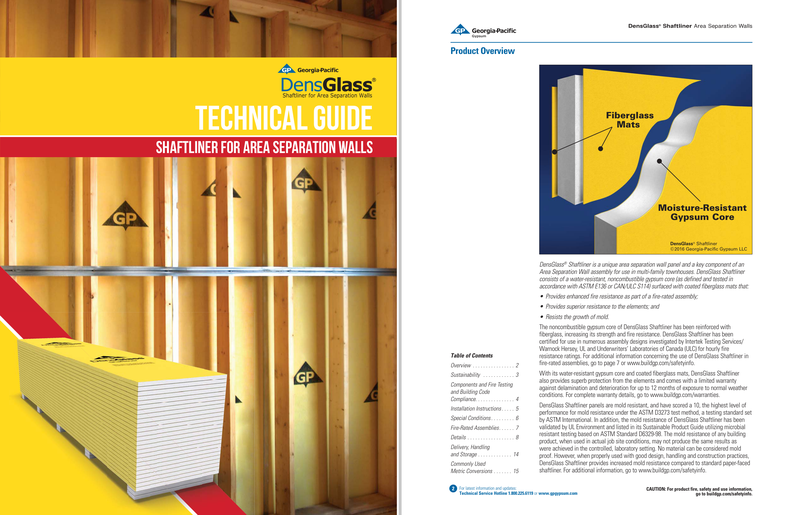 GP Georgia-Pacific
DensGlass®
Shaftliner for Area Separation Walls
TECHNICAL GUIDE
SHAFTLINER FOR AREA SEPARATION WALLS
GP
GP
GP
GP Georgia-Pacific
Gypsum
DensGlass® Shaftliner Area Separation Walls
Product Overview
Fiberglass
Mats
Moisture-Resistant
Gypsum Core
DensGlass® Shaftliner
©2016 Georgia-Pacific Gypsum LLC
DensGlass® Shaftliner is a unique area separation wall panel and a key component of an
Area Separation Wall assembly for use in multi-family townhouses. DensGlass Shaftliner
consists of a water-resistant, noncombustible gypsum core (as defined and tested in
accordance with ASTM E136 or CAN/ULC S114) surfaced with coated fiberglass mats that:
• Provides enhanced fire resistance as part of a fire-rated assembly;
• Provides superior resistance to the elements; and
• Resists the growth of mold.
The noncombustible gypsum core of DensGlass Shaftliner has been reinforced with
fiberglass, increasing its strength and fire resistance. DensGlass Shaftliner has been
certified for use in numerous assembly designs investigated by Intertek Testing Services/
Warnock Hersey, UL and Underwriters' Laboratories of Canada (ULC) for hourly fire
resistance ratings. For additional information concerning the use of DensGlass Shaftliner in
fire-rated assemblies, go to page 7 or www.buildgp.com/safetyinfo.
With its water-resistant gypsum core and coated fiberglass mats, DensGlass Shaftliner
also provides superb protection from the elements and comes with a limited warranty
against delamination and deterioration for up to 12 months of exposure to normal weather
conditions. For complete warranty details, go to www.buildgp.com/warranties.
DensGlass Shaftliner panels are mold resistant, and have scored a 10, the highest level of
performance for mold resistance under the ASTM D3273 test method, a testing standard set
by ASTM International. In addition, the mold resistance of DensGlass Shaftliner has been
validated by UL Environment and listed in its Sustainable Product Guide utilizing microbial
resistant testing based on ASTM Standard D6329-98. The mold resistance of any building
product, when used in actual job site conditions, may not produce the same results as
were achieved in the controlled, laboratory setting. No material can be considered mold
proof. However, when properly used with good design, handling and construction practices,
DensGlass Shaftliner provides increased mold resistance compared to standard paper-faced
shaftliner. For additional information, go to www.buildgp.com/safetyinfo.
Table of Contents
Overview . . . . . . . . . . . . . . . . 2
Sustainability . . . . . . . . . . . . 3
Components and Fire Testing
and Building Code
Compliance . . . . . . . . . . . . . . 4
Installation Instructions . . . . . 5
Special Conditions . . . . . . . . . 6
Fire-Rated Assemblies . . . . . . 7
Details . . . . . . . . . . . . . . . . . . 8
Delivery, Handling
and Storage . . . . . . . . . . . . . 14
Commonly Used
Metric Conversions . . . . . . . 15
2 For latest information and updates:
Technical Service Hotline 1.800.225.6119 or www.gpgypsum.com
CAUTION: For product fire, safety and use information,
go to buildgp.com/safetyinfo.